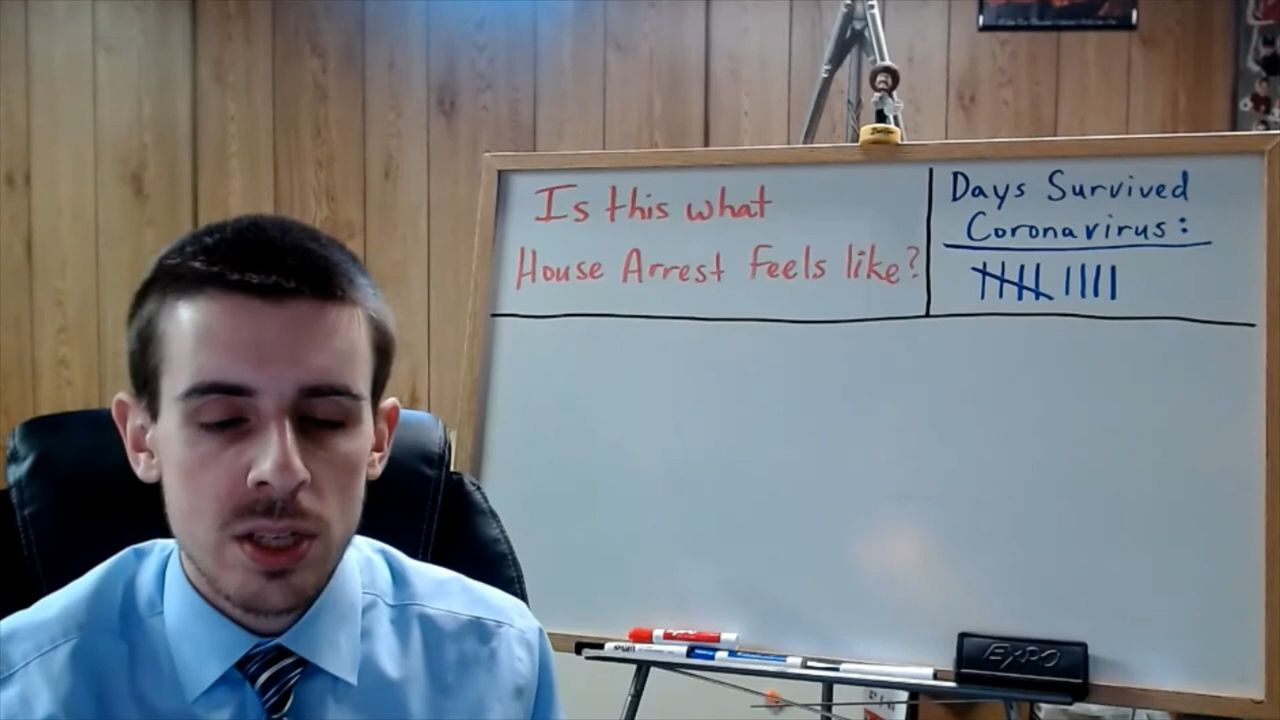 Is this what
House Arrest Feels like?
Days Survived
Coronavirus:
EXPO